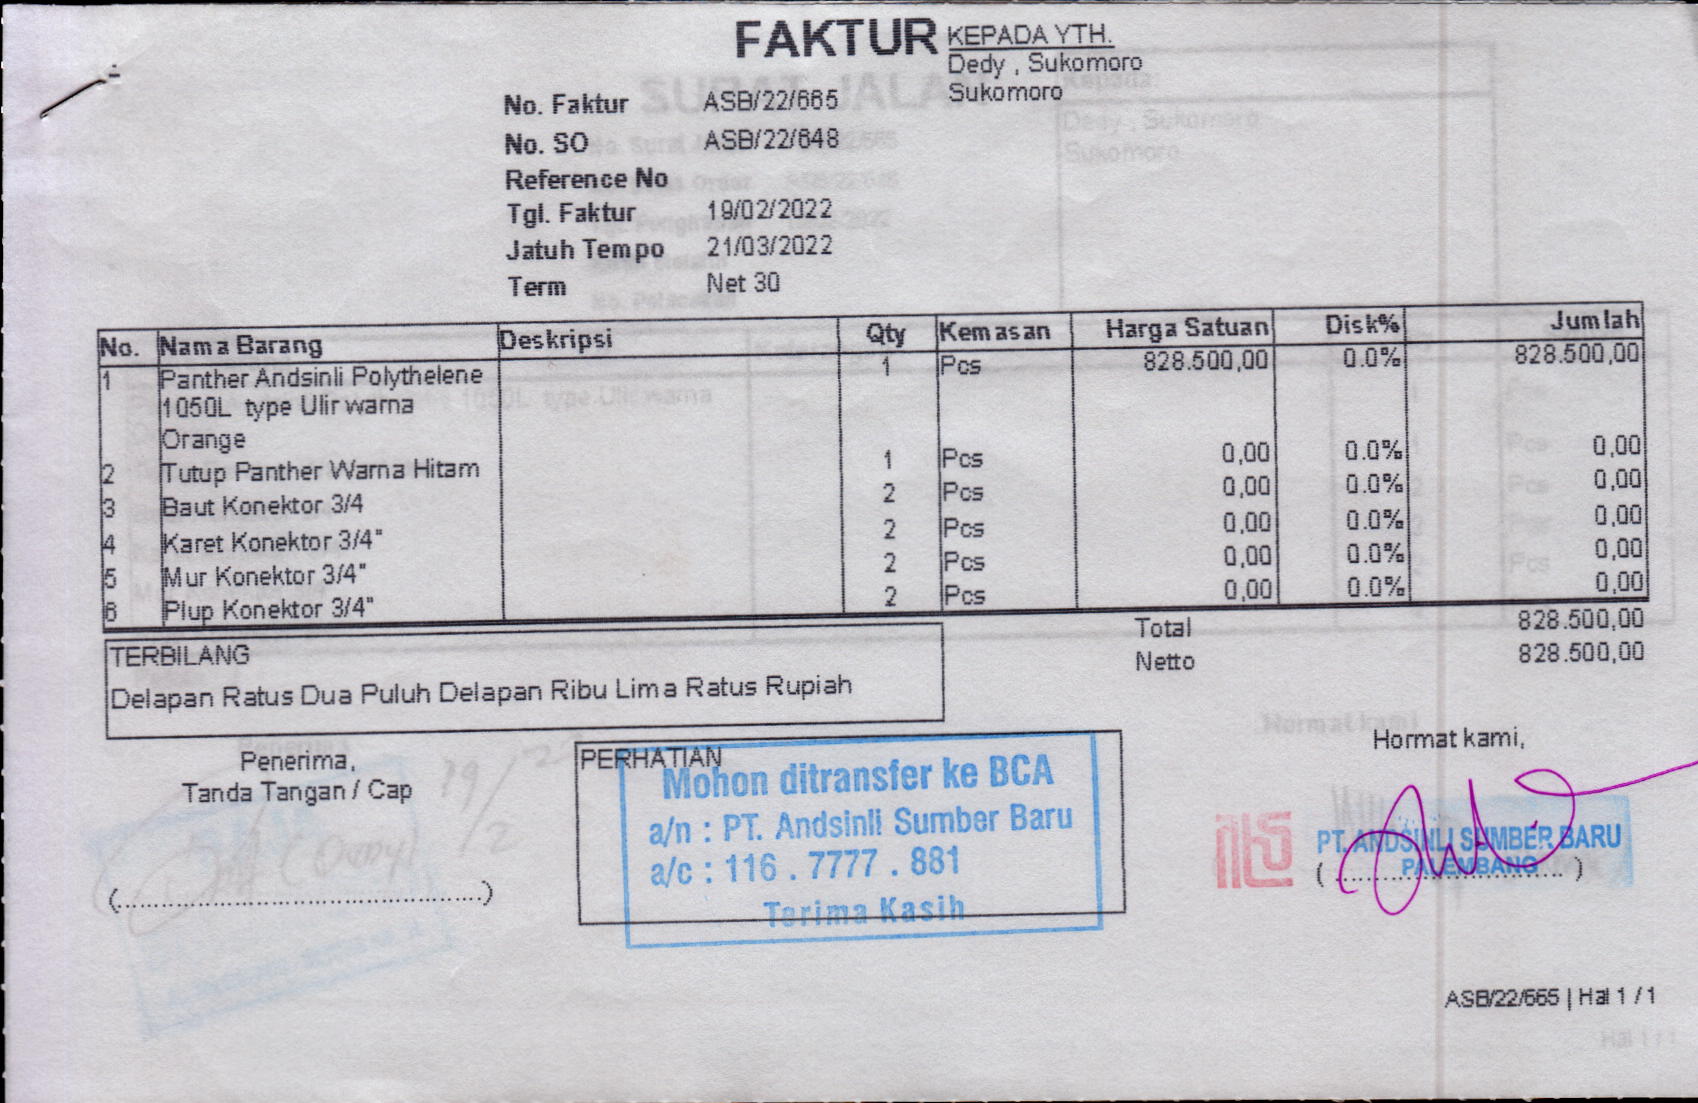 FAKTUR
KEPADA YTH.
Dedy , Sukomoro
Sukomoro
No. Faktur ASB/22/665
No. SO ASB/22/648
Reference No
Tgl. Faktur 19/02/2022
Jatuh Tempo 21/03/2022
Term Net 30
No. Nama Barang Deskripsi Qty Kemasan Harga Satuan Disk% Jumlah
1 Panther Andsinli Polythelene 1 Pcs 828.500,00 0.0% 828.500,00
1050L type Ulir warna
Orange
2 Tutup Panther Warna Hitam 1 Pcs 0,00 0.0% 0,00
3 Baut Konektor 3/4 2 Pcs 0,00 0.0% 0,00
4 Karet Konektor 3/4" 2 Pcs 0,00 0.0% 0,00
5 Mur Konektor 3/4" 2 Pcs 0,00 0.0% 0,00
6 Plup Konektor 3/4" 2 Pcs 0,00 0.0% 0,00
Total 828.500,00
Netto 828.500,00
TERBILANG
Delapan Ratus Dua Puluh Delapan Ribu Lima Ratus Rupiah
Penerima,
Tanda Tangan / Cap
19/2
PERHATIAN
Mohon ditransfer ke BCA
a/n : PT. Andsinli Sumber Baru
a/c : 116 . 7777 . 881
Terima Kasih
Hormat kami,
PT. ANDSINLI SUMBER BARU
PALEMBANG
ASB/22/665 | Hal 1 / 1
Hal 1 / 1